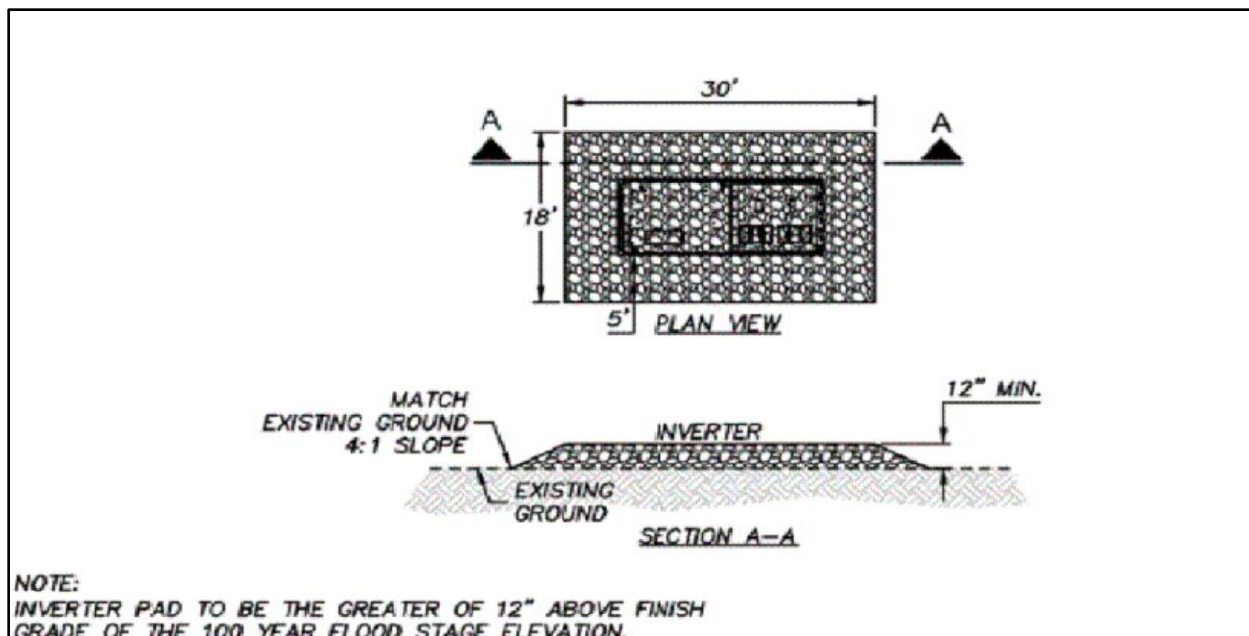 30'
A A
18'
5' PLAN VIEW
12" MIN.
MATCH
EXISTING GROUND
4:1 SLOPE
INVERTER
EXISTING
GROUND
SECTION A-A
NOTE:
INVERTER PAD TO BE THE GREATER OF 12" ABOVE FINISH
GRADE OF THE 100 YEAR FLOOD STAGE ELEVATION.